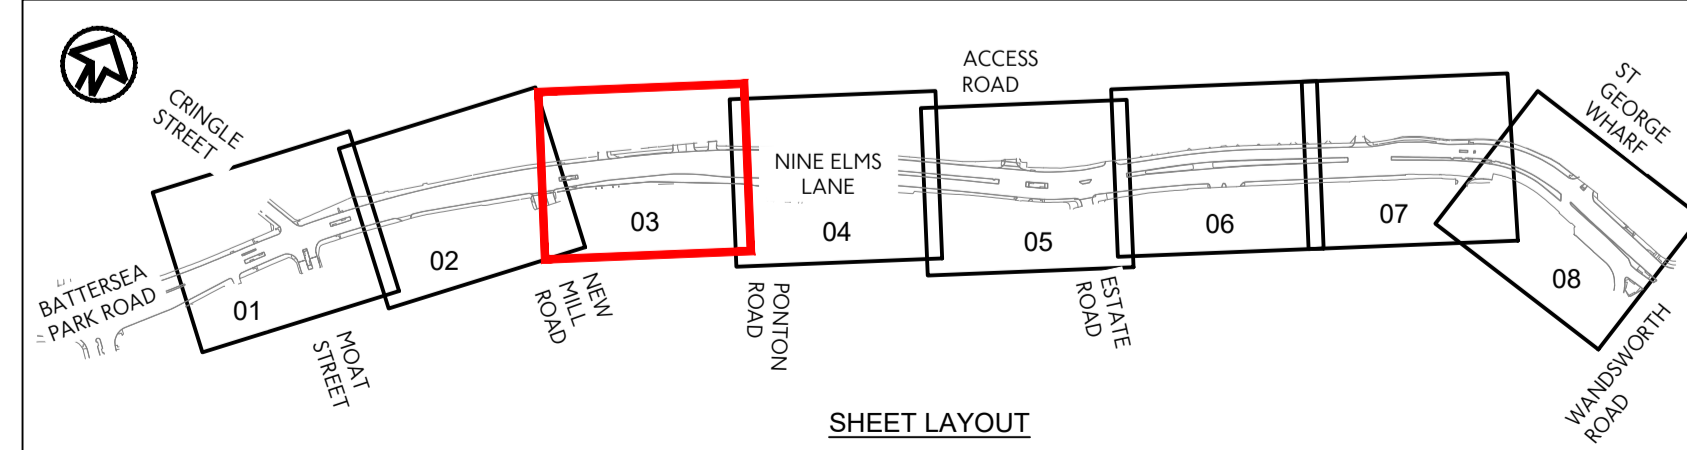 N
CRINGLE
STREET
ACCESS
ROAD
ST
GEORGE
WHARF
NINE ELMS
LANE
BATTERSEA
PARK ROAD
01
02
03
04
05
06
07
08
MOAT
STREET
NEW
MILL
ROAD
PONTON
ROAD
ESTATE
ROAD
WANDSWORTH
ROAD
SHEET LAYOUT